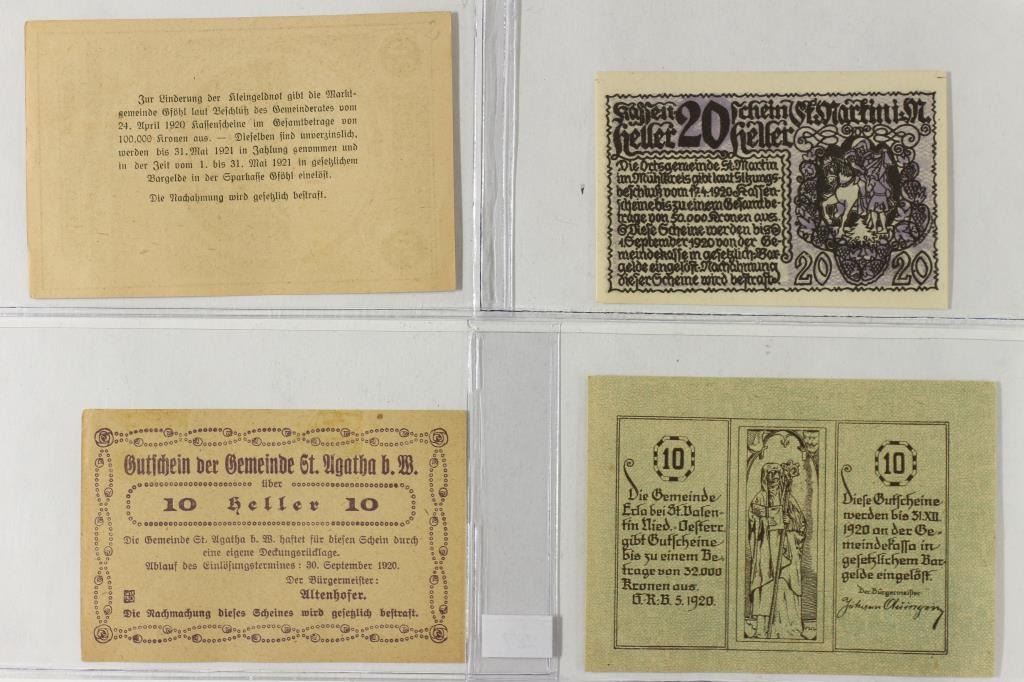 Zur Linderung der Kleingeldnot gibt die Markt-
gemeinde Gföhl laut Beschluß des Gemeinderates vom
24. April 1920 Kassenscheine im Gesamtbetrage von
100.000 Kronen aus. — Dieselben sind unverzinslich,
werden bis 31. Mai 1921 in Zahlung genommen und
in der Zeit vom 1. bis 31. Mai 1921 in gesetzlichem
Bargelde in der Sparkasse Gföhl einelöst.
Die Nachahmung wird gesetzlich bestraft.
Kassen 20 schein St. Martin i. M.
Heller Heller
Die Ortsgemeinde St. Martin
im Mühlkreis gibt laut Sitzungs-
beschluß vom 17.4.1920 Kassen-
scheine bis zu einem Gesamtbe-
trage von 50.000 Kronen aus.
Diese Scheine werden bis
1. September 1920 von der Ge-
meindekasse in gesetzlich. Bar-
gelde eingelöst. Nachahmung
dieser Scheine wird bestraft.
20 20
Gutschein der Gemeinde St. Agatha b. W.
über
10 Heller 10
Die Gemeinde St. Agatha b. W. haftet für diesen Schein durch
eine eigene Deckungsrücklage.
Ablauf des Einlösungstermines: 30. September 1920.
Der Bürgermeister:
Altenhofer.
Die Nachmachung dieses Scheines wird gesetzlich bestraft.
10
Die Gemeinde
Erla bei St. Valen-
tin Nied.-Oesterr.
gibt Gutscheine
bis zu einem Be-
trage von 32.000
Kronen aus.
G.R.B. 5. 1920.
10
Diese Gutscheine
werden bis 31.XII.
1920 an der Ge-
meindekassa in
gesetzlichem Bar-
gelde eingelöst.
Der Bürgermeister
Johann